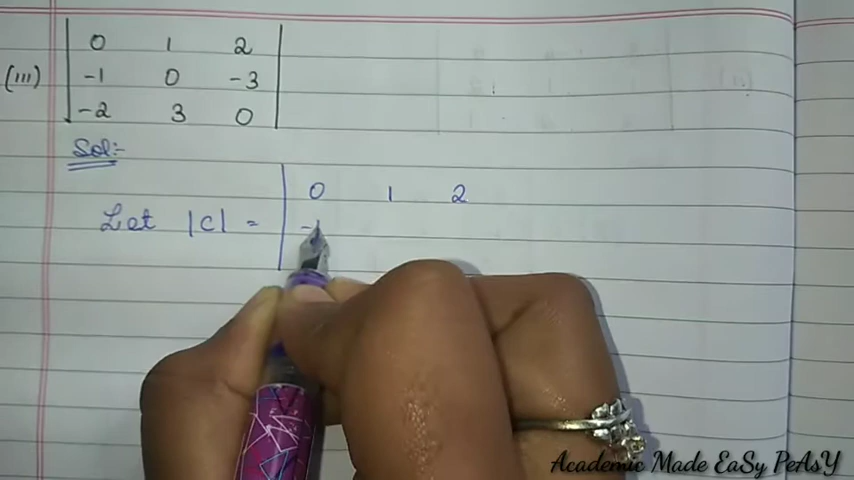 0 1 2
(iii) -1 0 -3
-2 3 0
Sol:-
0 1 2
Let |C| =
-1
Academic Made EaSy PeAsY